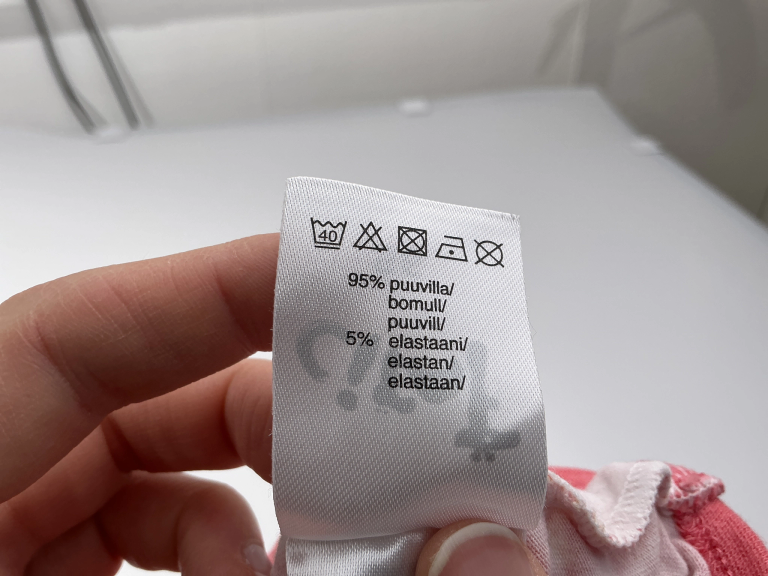 40
95% puuvilla/
bomull/
puuvill/
5% elastaani/
elastan/
elastaan/